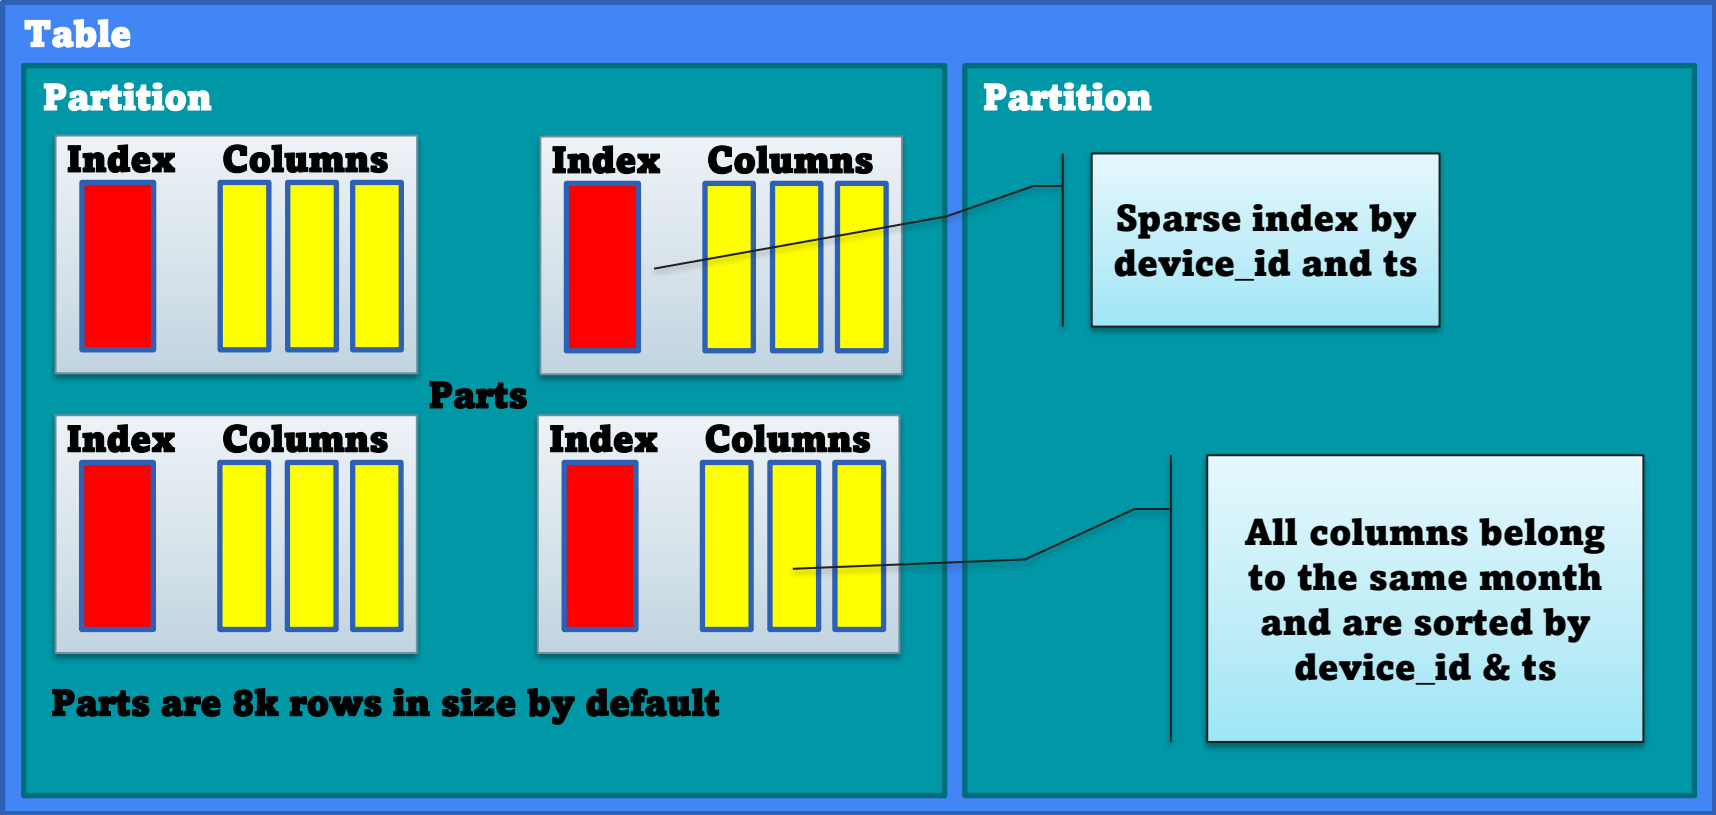 Table
Partition
Index Columns
Index Columns
Parts
Index Columns
Index Columns
Parts are 8k rows in size by default
Partition
Sparse index by
device_id and ts
All columns belong
to the same month
and are sorted by
device_id & ts